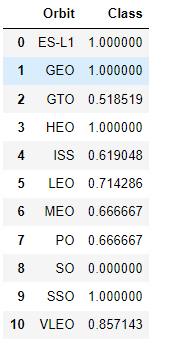 Orbit Class
0 ES-L1 1.000000
1 GEO 1.000000
2 GTO 0.518519
3 HEO 1.000000
4 ISS 0.619048
5 LEO 0.714286
6 MEO 0.666667
7 PO 0.666667
8 SO 0.000000
9 SSO 1.000000
10 VLEO 0.857143